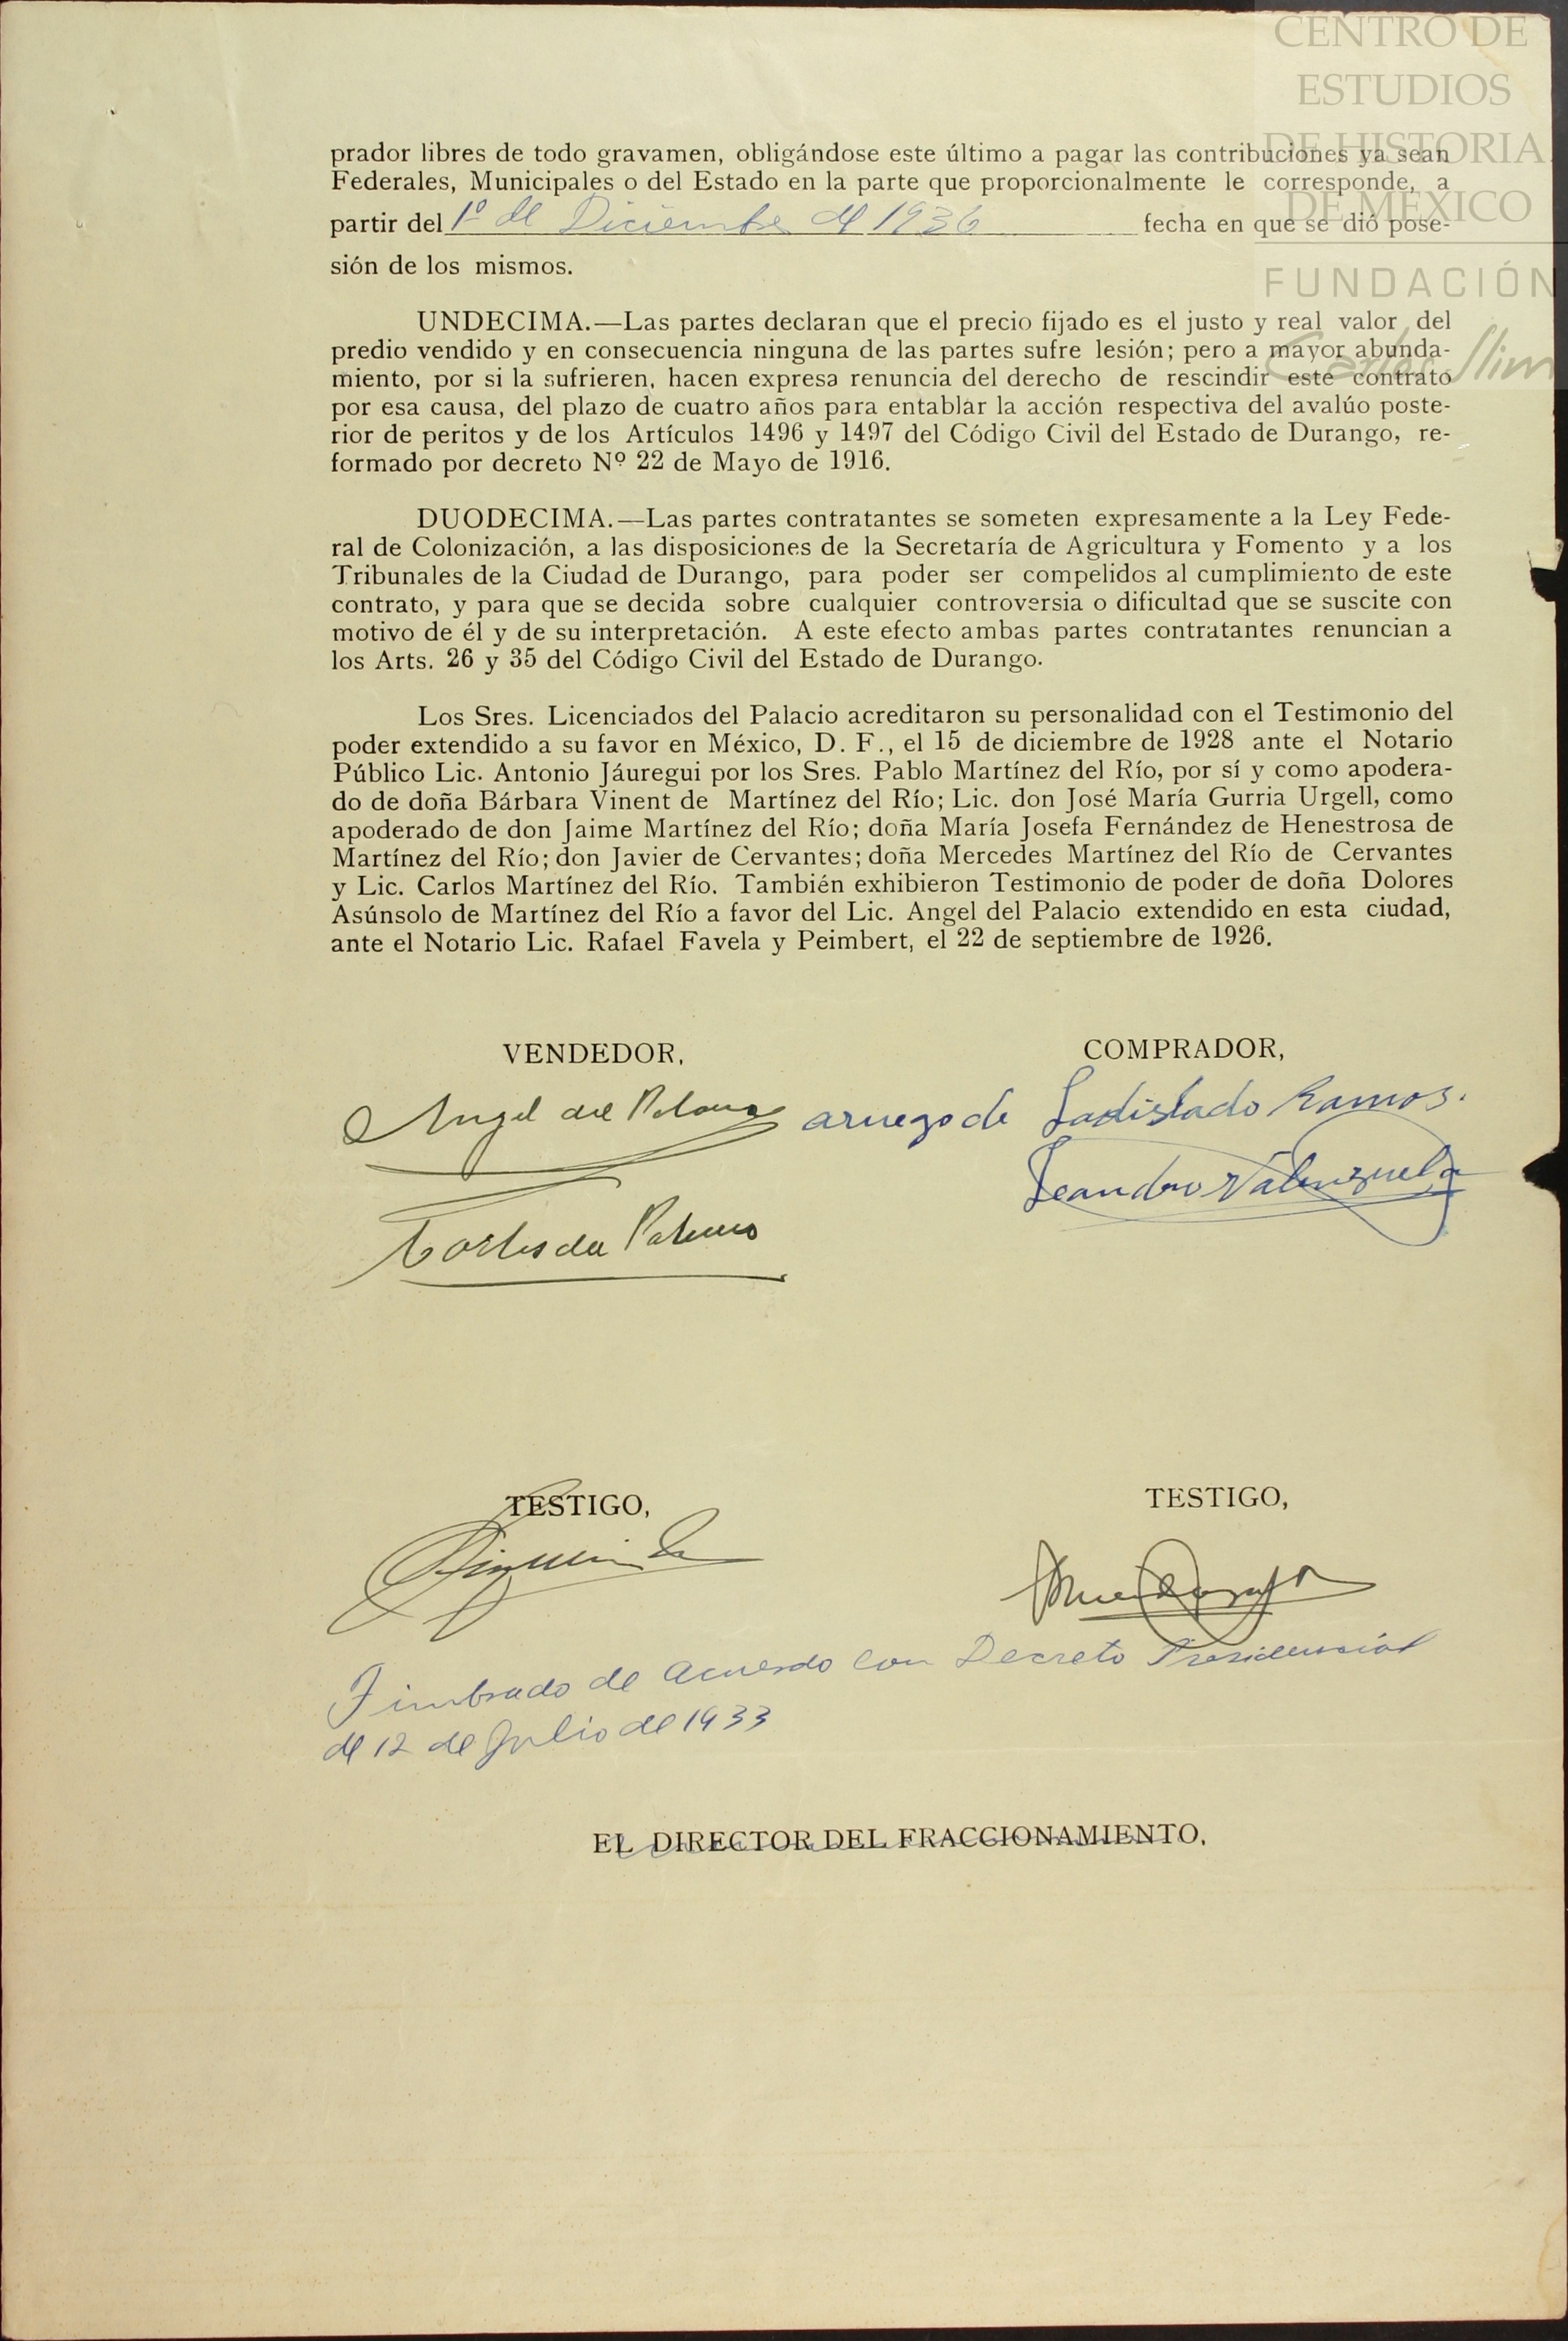 CENTRO DE
ESTUDIOS
DE HISTORIA
DE MÉXICO
FUNDACIÓN
Carlos Slim
prador libres de todo gravamen, obligándose este último a pagar las contribuciones ya sean
Federales, Municipales o del Estado en la parte que proporcionalmente le corresponde, a
partir del 1º de Diciembre de 1936 fecha en que se dió pose-
sión de los mismos.
UNDECIMA.—Las partes declaran que el precio fijado es el justo y real valor del
predio vendido y en consecuencia ninguna de las partes sufre lesión; pero a mayor abunda-
miento, por si la sufrieren, hacen expresa renuncia del derecho de rescindir este contrato
por esa causa, del plazo de cuatro años para entablar la acción respectiva del avalúo poste-
rior de peritos y de los Artículos 1496 y 1497 del Código Civil del Estado de Durango, re-
formado por decreto Nº 22 de Mayo de 1916.
DUODECIMA.—Las partes contratantes se someten expresamente a la Ley Fede-
ral de Colonización, a las disposiciones de la Secretaría de Agricultura y Fomento y a los
Tribunales de la Ciudad de Durango, para poder ser compelidos al cumplimiento de este
contrato, y para que se decida sobre cualquier controversia o dificultad que se suscite con
motivo de él y de su interpretación. A este efecto ambas partes contratantes renuncian a
los Arts. 26 y 35 del Código Civil del Estado de Durango.
Los Sres. Licenciados del Palacio acreditaron su personalidad con el Testimonio del
poder extendido a su favor en México, D. F., el 15 de diciembre de 1928 ante el Notario
Público Lic. Antonio Jáuregui por los Sres. Pablo Martínez del Río, por sí y como apodera-
do de doña Bárbara Vinent de Martínez del Río; Lic. don José María Gurria Urgell, como
apoderado de don Jaime Martínez del Río; doña María Josefa Fernández de Henestrosa de
Martínez del Río; don Javier de Cervantes; doña Mercedes Martínez del Río de Cervantes
y Lic. Carlos Martínez del Río. También exhibieron Testimonio de poder de doña Dolores
Asúnsolo de Martínez del Río a favor del Lic. Angel del Palacio extendido en esta ciudad,
ante el Notario Lic. Rafael Favela y Peimbert, el 22 de septiembre de 1926.
VENDEDOR, COMPRADOR,
Angel del Palacio aruego de Ladislado Ramos.
Leandro Valenzuela
Carlos del Palacio
TESTIGO, TESTIGO,
Timbrado de Acuerdo con Decreto Presidencial
de 12 de Julio de 1933
EL DIRECTOR DEL FRACCIONAMIENTO,